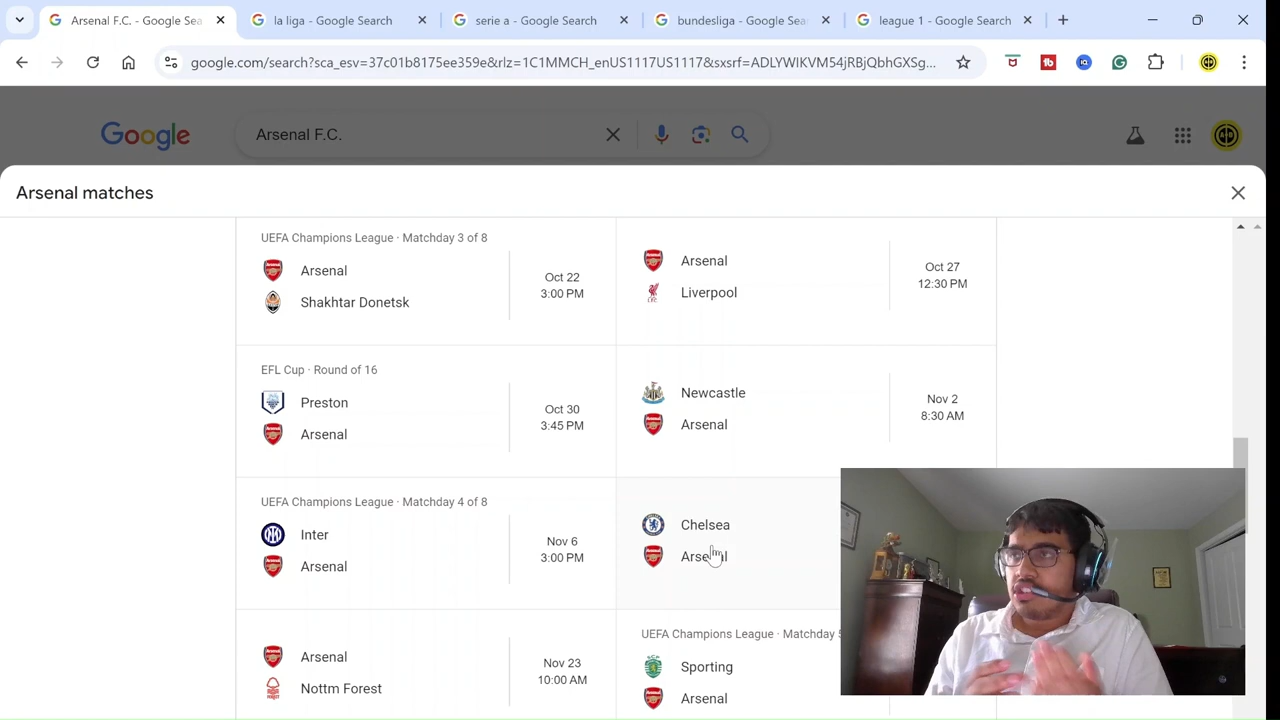 Arsenal F.C. - Google Sea
la liga - Google Search
serie a - Google Search
bundesliga - Google Sea
league 1 - Google Search
google.com/search?sca_esv=37c01b8175ee359e&rlz=1C1MMCH_enUS1117US1117&sxsrf=ADLYWIKVM54jRBjQbhGXSg...
Google
Arsenal F.C.
Arsenal matches
UEFA Champions League · Matchday 3 of 8
Arsenal
Shakhtar Donetsk
Oct 22
3:00 PM
Arsenal
Liverpool
Oct 27
12:30 PM
EFL Cup · Round of 16
Preston
Arsenal
Oct 30
3:45 PM
Newcastle
Arsenal
Nov 2
8:30 AM
UEFA Champions League · Matchday 4 of 8
Inter
Arsenal
Nov 6
3:00 PM
Chelsea
Arsenal
Arsenal
Nottm Forest
Nov 23
10:00 AM
UEFA Champions League · Matchday 5
Sporting
Arsenal